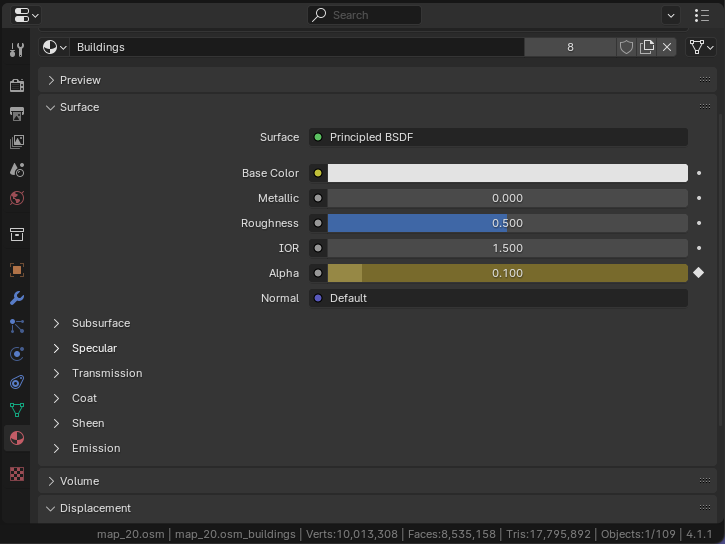 Search
Buildings 8
Preview
Surface
Surface Principled BSDF
Base Color
Metallic 0.000
Roughness 0.500
IOR 1.500
Alpha 0.100
Normal Default
Subsurface
Specular
Transmission
Coat
Sheen
Emission
Volume
Displacement
map_20.osm | map_20.osm_buildings | Verts:10,013,308 | Faces:8,535,158 | Tris:17,795,892 | Objects:1/109 | 4.1.1